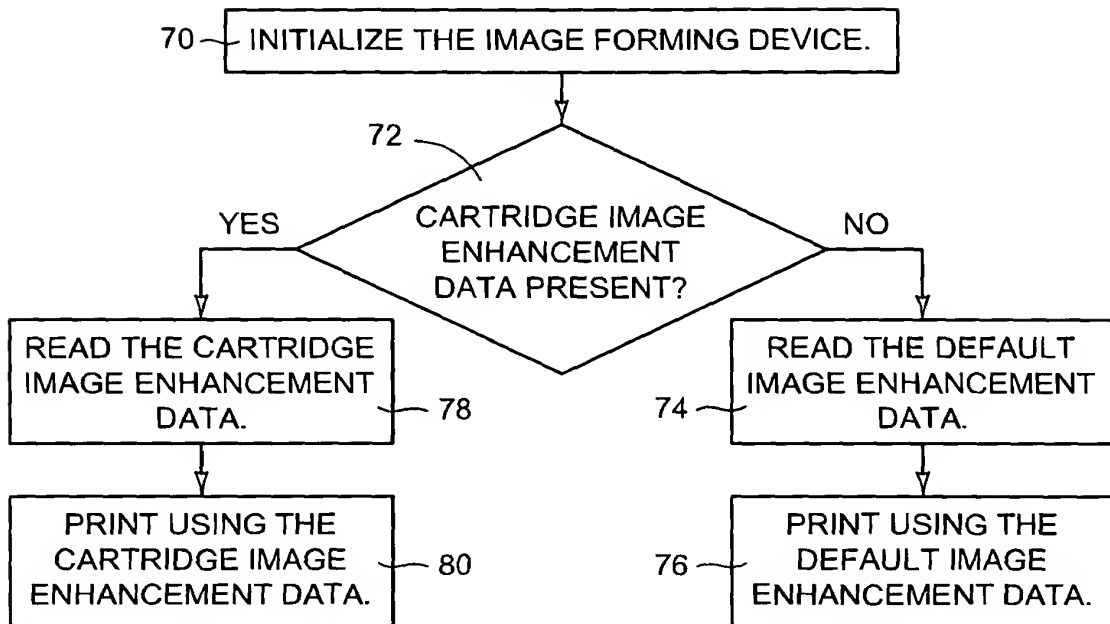 70
INITIALIZE THE IMAGE FORMING DEVICE.
72
CARTRIDGE IMAGE
ENHANCEMENT
DATA PRESENT?
YES
NO
READ THE CARTRIDGE
IMAGE ENHANCEMENT
DATA.
78
74
READ THE DEFAULT
IMAGE ENHANCEMENT
DATA.
PRINT USING THE
CARTRIDGE IMAGE
ENHANCEMENT DATA.
80
76
PRINT USING THE
DEFAULT IMAGE
ENHANCEMENT DATA.